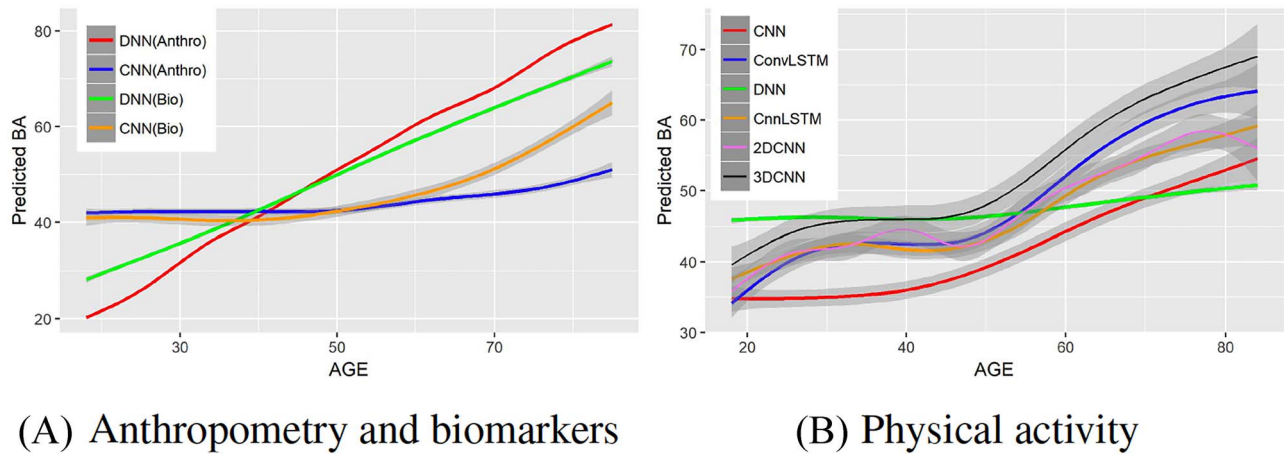 DNN(Anthro)
CNN(Anthro)
DNN(Bio)
CNN(Bio)
Predicted BA
80
60
40
20
30
50
70
AGE
(A) Anthropometry and biomarkers
CNN
ConvLSTM
DNN
CnnLSTM
2DCNN
3DCNN
Predicted BA
70
60
50
40
30
20
40
60
80
AGE
(B) Physical activity